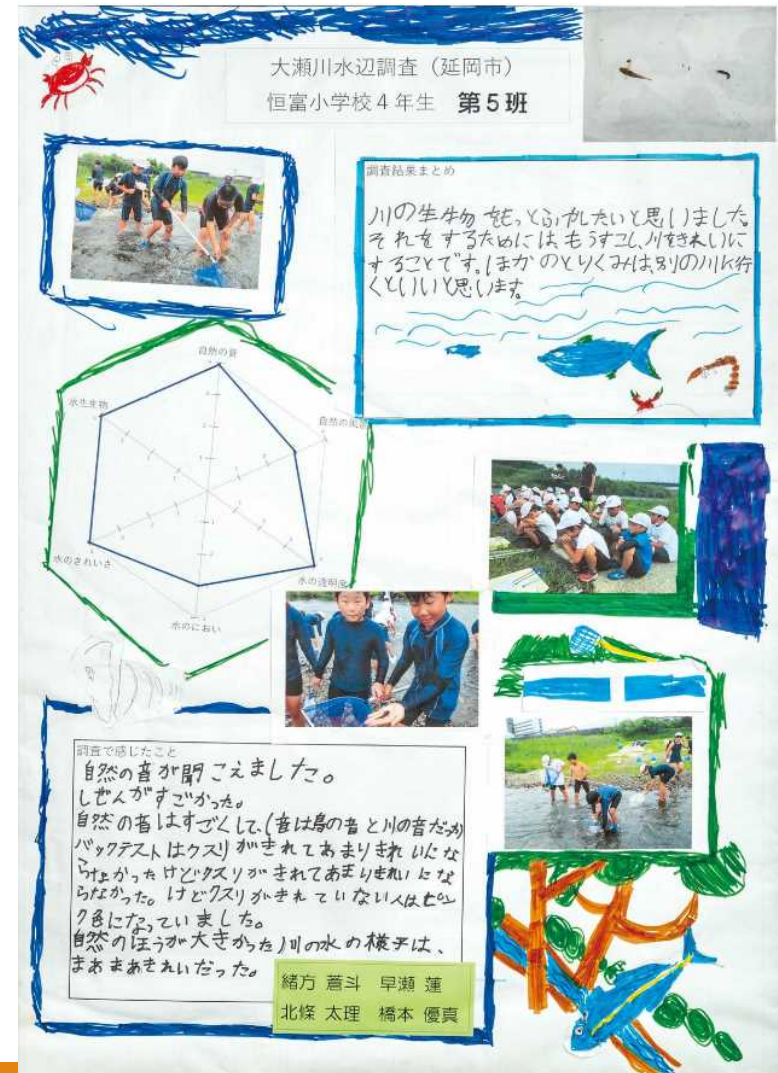 大瀬川水辺調査（延岡市）
恒富小学校4年生 第5班
調査結果まとめ
川の生生物をもっとふやしたいと思いました。
それをするためにはもうすこし、川をきれいに
することです。ほかのとりくみは、別の川に行
くといいと思います。
自然の音
自然の風景
水の透明度
水のにおい
水のきれいさ
水生生物
調査で感じたこと
自然の音が聞こえました。
しぜんがすごかった。
自然の音はすごくして、(音は鳥の音と川の音だった)
パックテストはクスリがきれてあまりきれいにな
らなかったけどクスリがきれてあまりきれいにな
らなかった。けどクスリがきれていない人はピン
ク色になっていました。
自然のほうが大きかった川の水の様子は、
まあまあきれいだった。
緒方 蒼斗 早瀬 蓮
北條 太理 橋本 優真